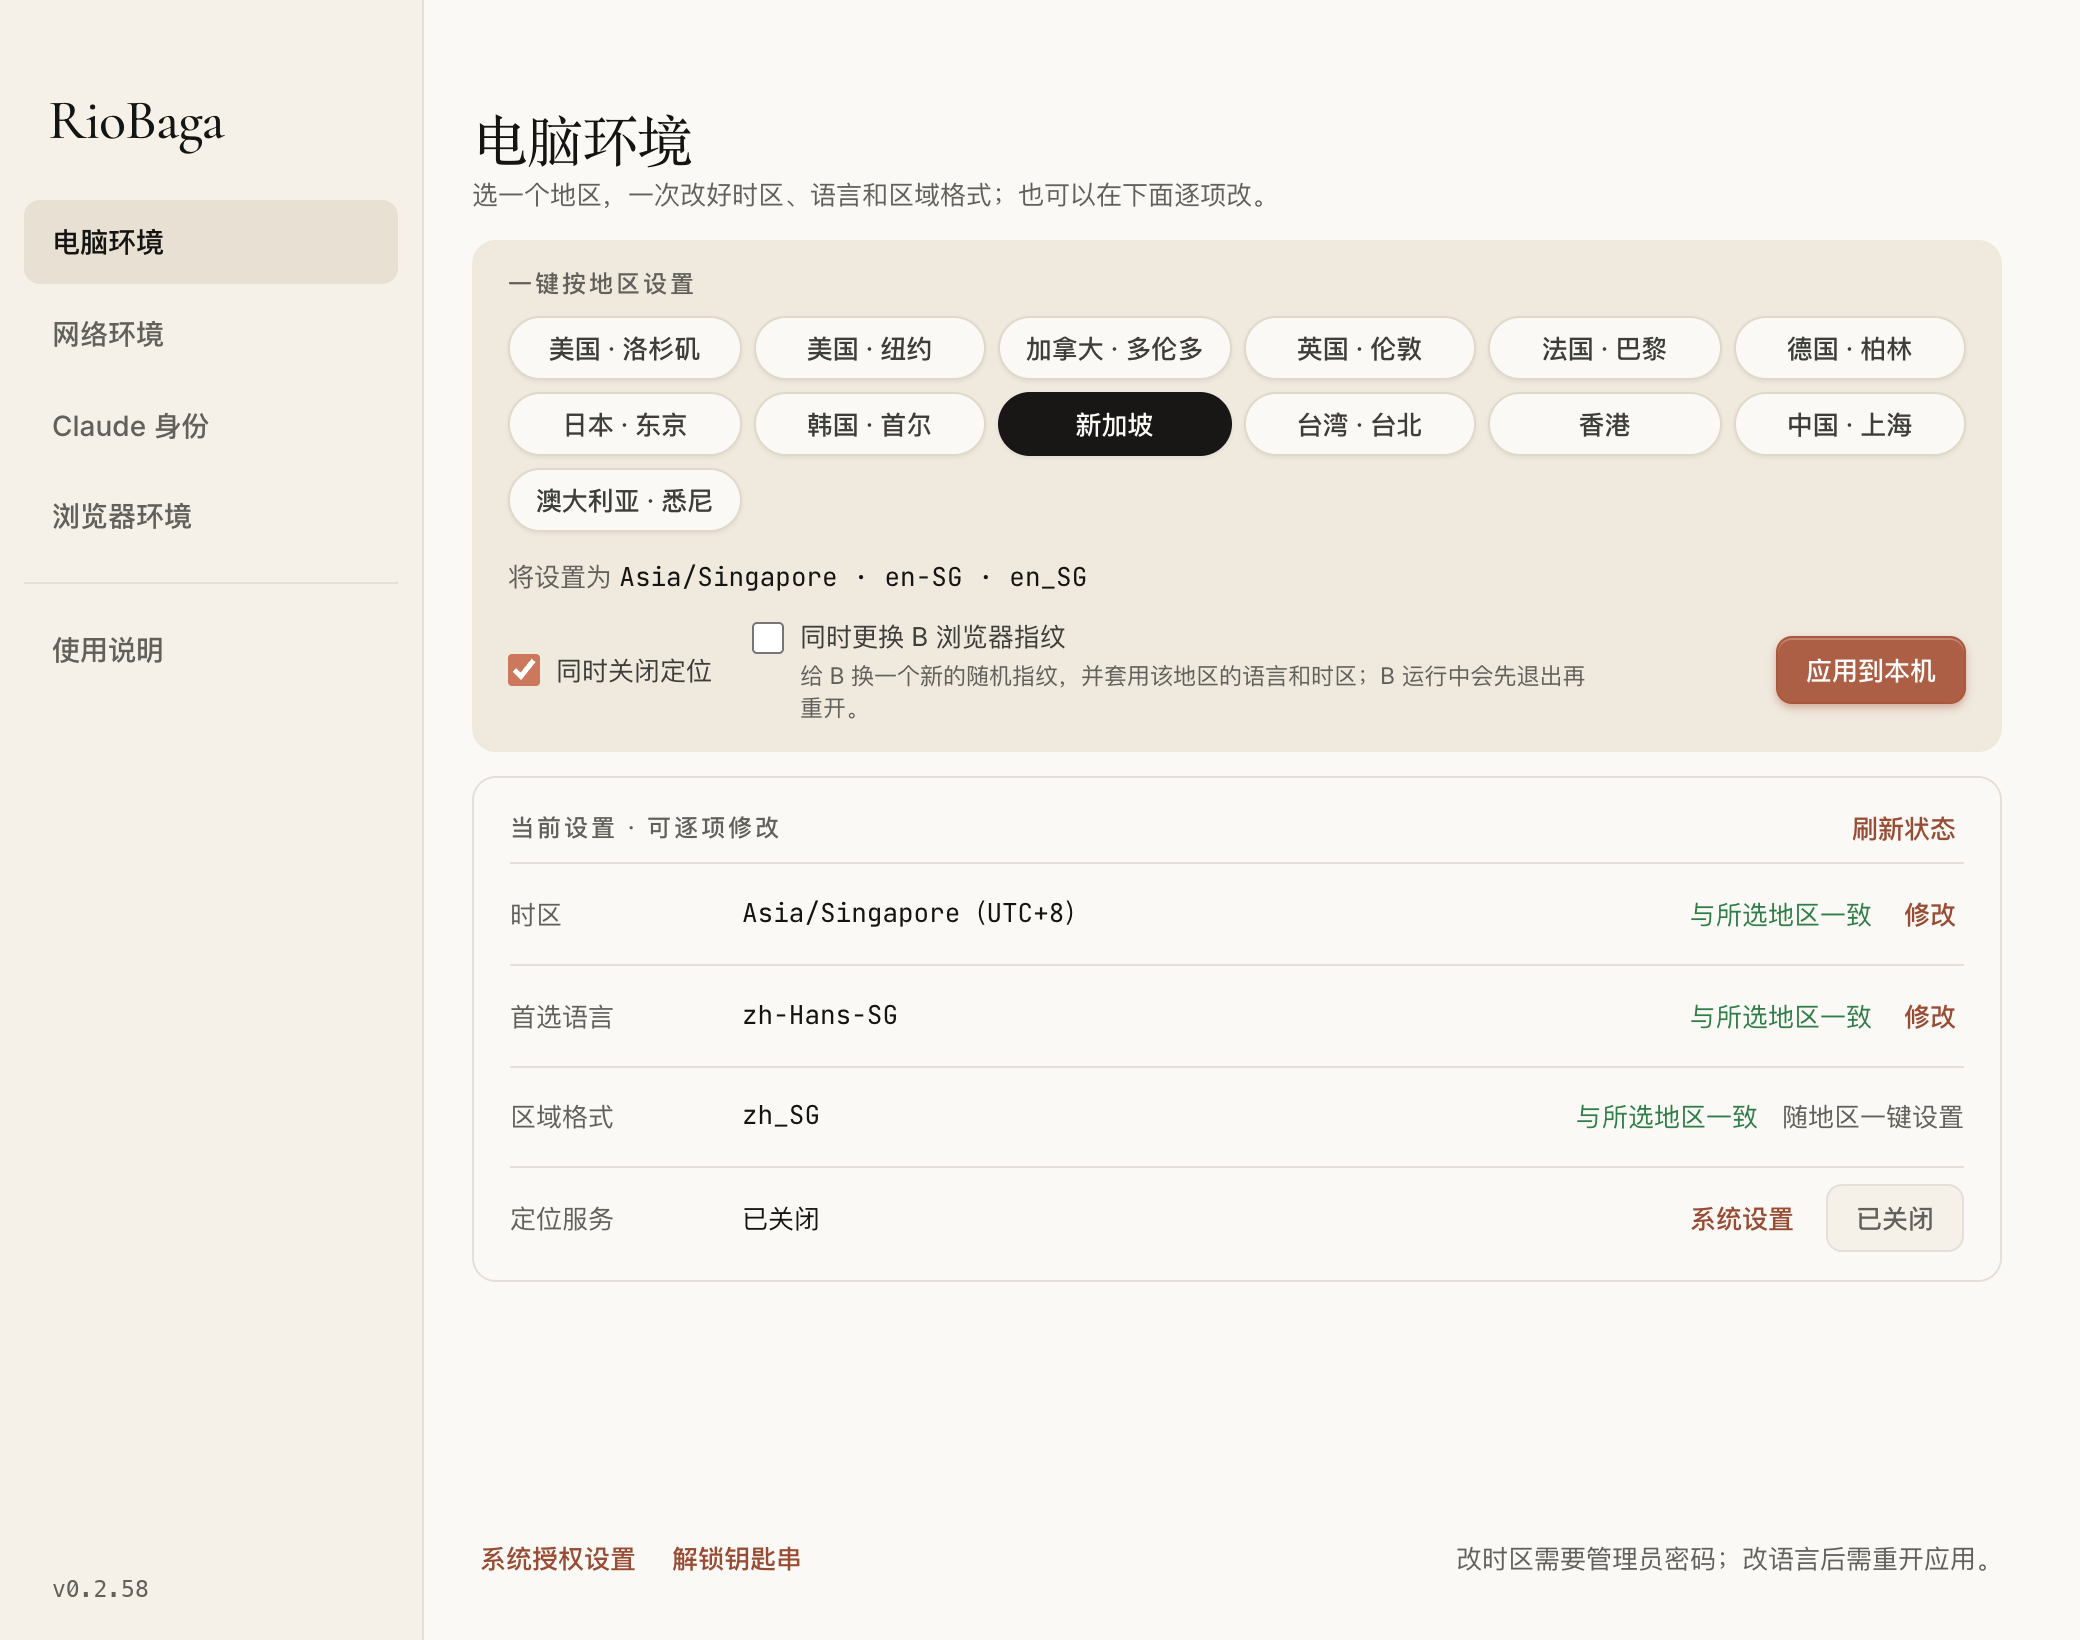 RioBaga
电脑环境
网络环境
Claude 身份
浏览器环境
使用说明
v0.2.58
电脑环境
选一个地区，一次改好时区、语言和区域格式；也可以在下面逐项改。
一键按地区设置
美国 · 洛杉矶
美国 · 纽约
加拿大 · 多伦多
英国 · 伦敦
法国 · 巴黎
德国 · 柏林
日本 · 东京
韩国 · 首尔
新加坡
台湾 · 台北
香港
中国 · 上海
澳大利亚 · 悉尼
将设置为 Asia/Singapore · en-SG · en_SG
同时关闭定位
同时更换 B 浏览器指纹
给 B 换一个新的随机指纹，并套用该地区的语言和时区；B 运行中会先退出再
重开。
应用到本机
当前设置 · 可逐项修改
刷新状态
时区
Asia/Singapore（UTC+8）
与所选地区一致
修改
首选语言
zh-Hans-SG
与所选地区一致
修改
区域格式
zh_SG
与所选地区一致
随地区一键设置
定位服务
已关闭
系统设置
已关闭
系统授权设置
解锁钥匙串
改时区需要管理员密码；改语言后需重开应用。